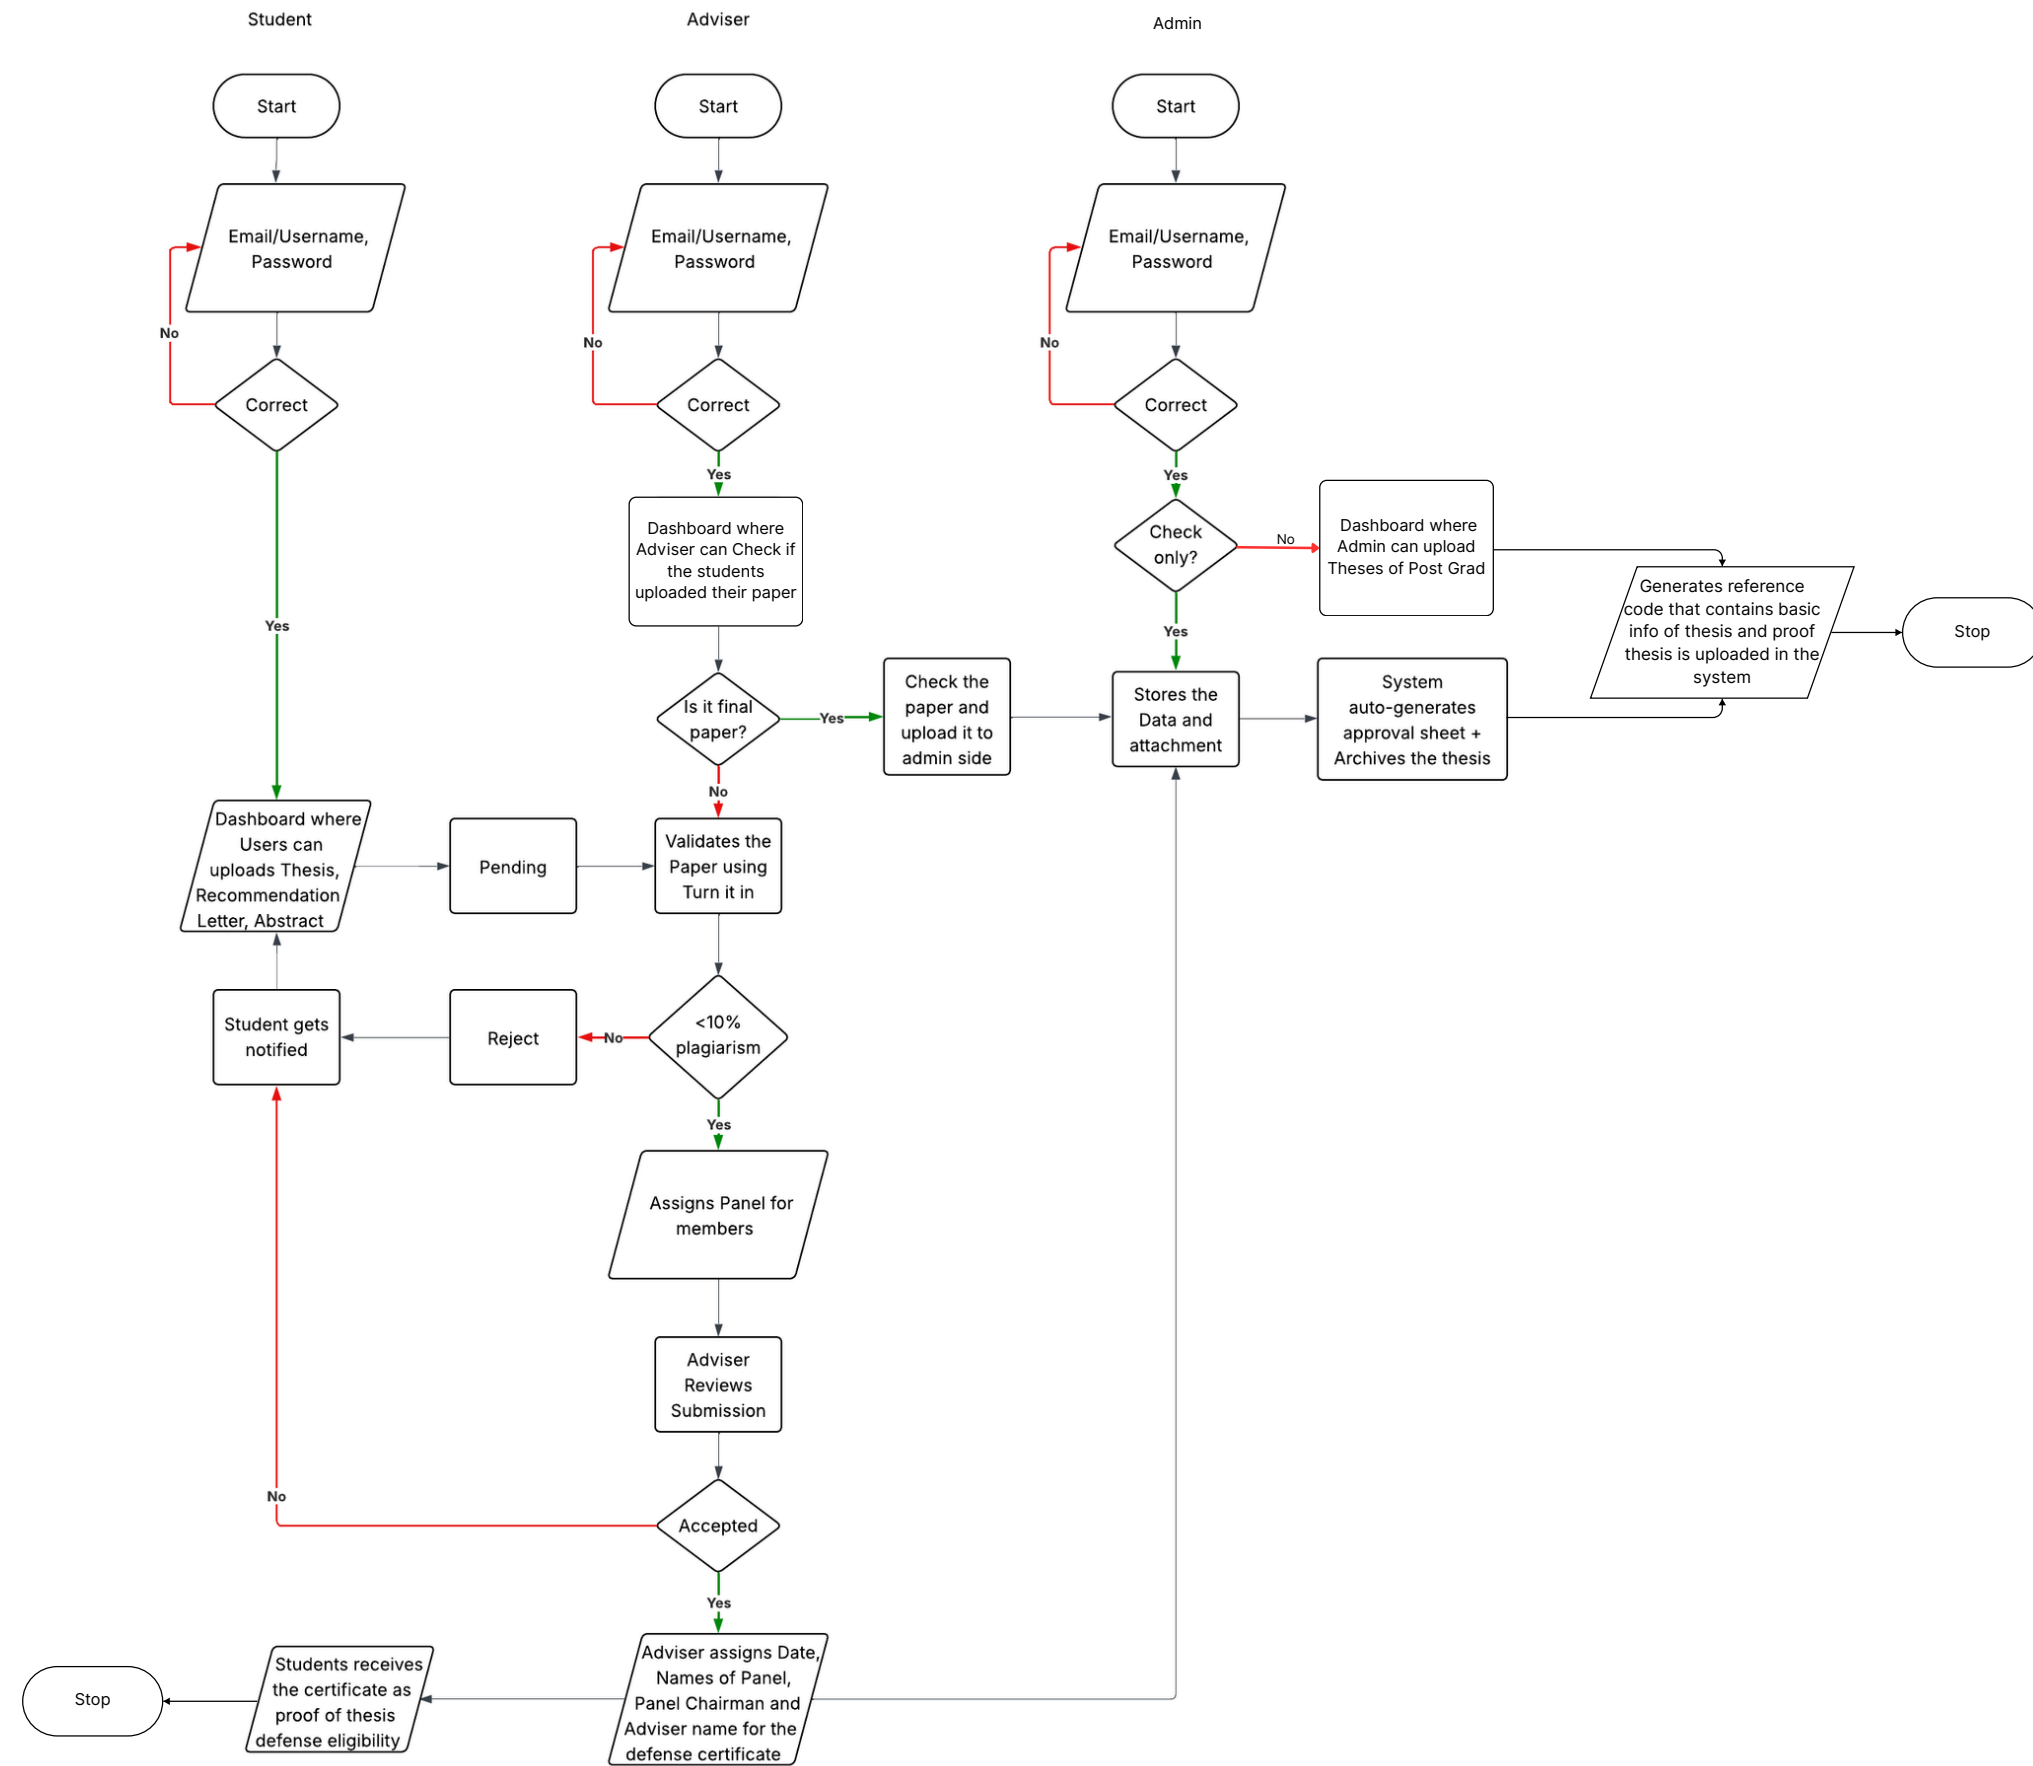 Student
Adviser
Admin
Start
Start
Start
Email/Username,
Password
Email/Username,
Password
Email/Username,
Password
No
No
No
Correct
Correct
Correct
Yes
Yes
Dashboard where
Adviser can Check if
the students
uploaded their paper
Check
only?
No
Dashboard where
Admin can upload
Theses of Post Grad
Generates reference
code that contains basic
info of thesis and proof
thesis is uploaded in the
system
Stop
Yes
Yes
Is it final
paper?
Yes
Check the
paper and
upload it to
admin side
Stores the
Data and
attachment
System
auto-generates
approval sheet +
Archives the thesis
No
Dashboard where
Users can
uploads Thesis,
Recommendation
Letter, Abstract
Pending
Validates the
Paper using
Turn it in
Student gets
notified
Reject
No
<10%
plagiarism
Yes
Assigns Panel for
members
Adviser
Reviews
Submission
No
Accepted
Yes
Stop
Students receives
the certificate as
proof of thesis
defense eligibility
Adviser assigns Date,
Names of Panel,
Panel Chairman and
Adviser name for the
defense certificate